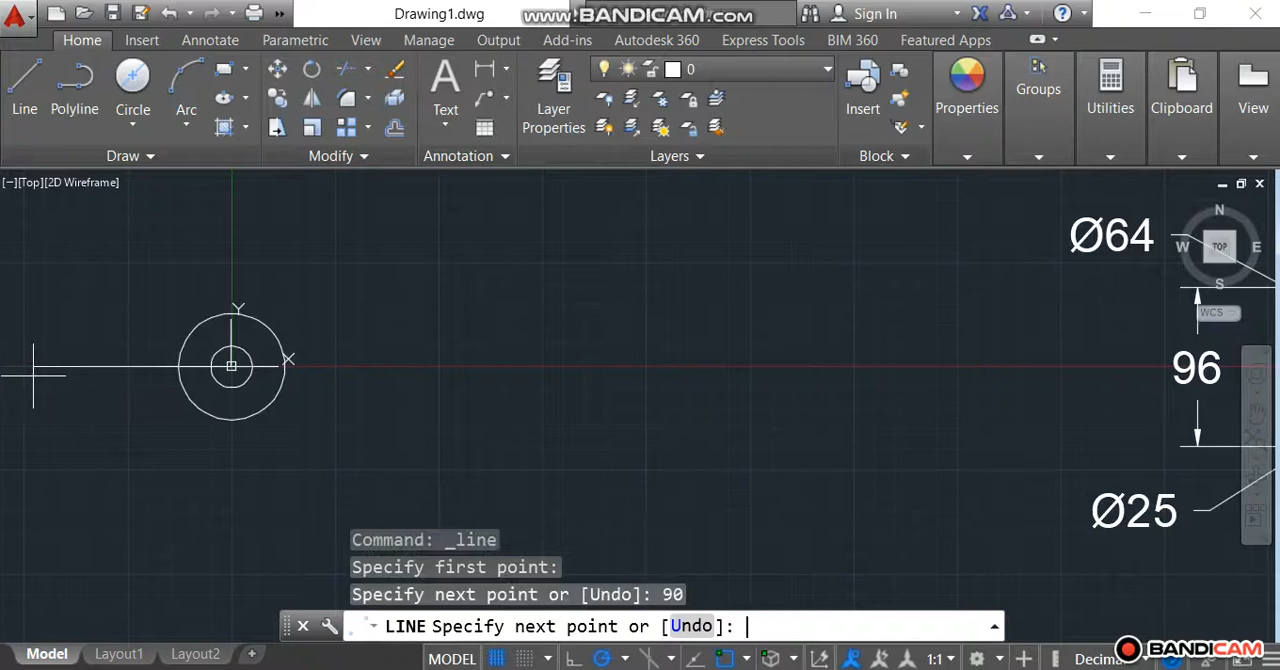 Drawing1.dwg
www.BANDICAM.com
Sign In
Home Insert Annotate Parametric View Manage Output Add-ins Autodesk 360 Express Tools BIM 360 Featured Apps
0
Line Polyline Circle Arc Text Layer Properties Insert Properties Groups Utilities Clipboard View
Draw Modify Annotation Layers Block
[−][Top][2D Wireframe]
N
W TOP E
S
WCS
Ø64
96
Ø25
Y
X
Command: _line
Specify first point:
Specify next point or [Undo]: 90
LINE Specify next point or [Undo]:
Model Layout1 Layout2 +
MODEL 1:1 Decima
BANDICAM